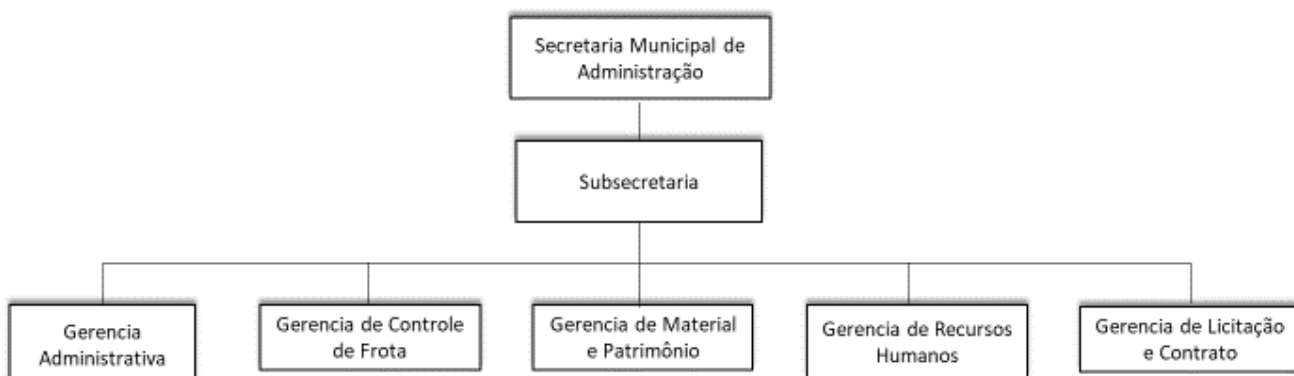 Secretaria Municipal de
Administração
Subsecretaria
Gerencia
Administrativa
Gerencia de Controle
de Frota
Gerencia de Material
e Patrimônio
Gerencia de Recursos
Humanos
Gerencia de Licitação
e Contrato